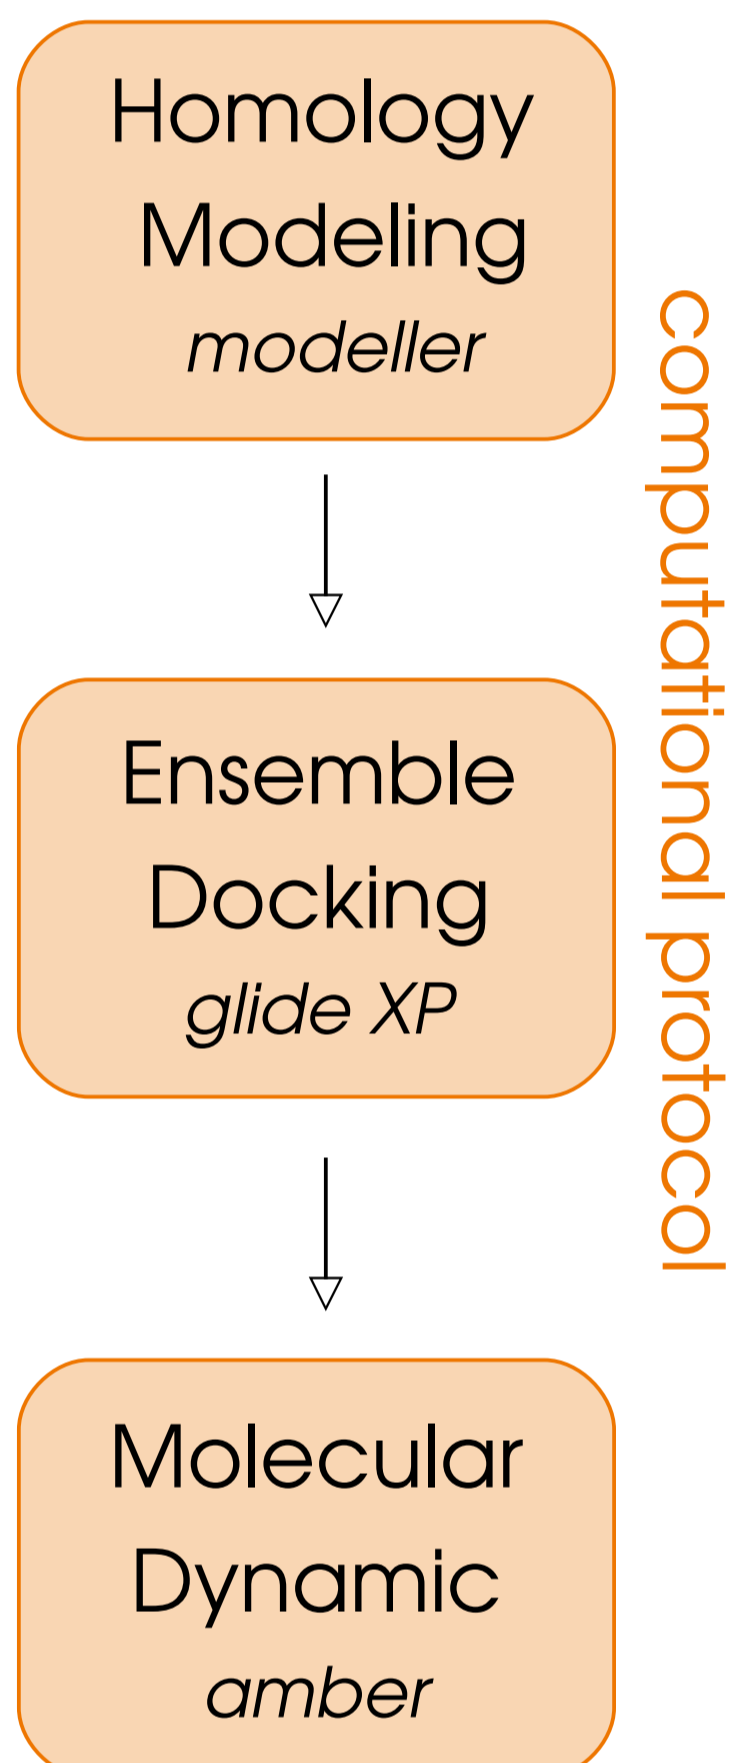 Homology
Modeling
modeller
Ensemble
Docking
glide XP
Molecular
Dynamic
amber
computational protocol